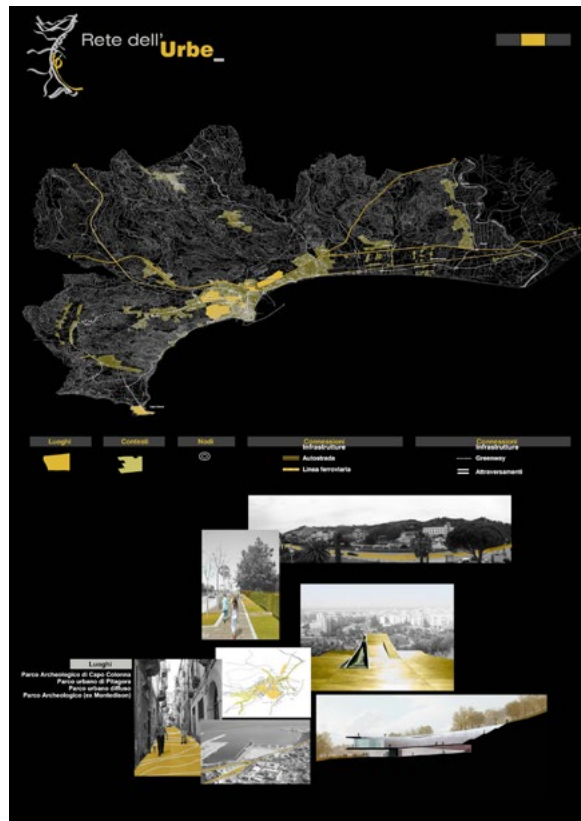 Rete dell'
Urbe_
Luoghi
Contesti
Nodi
Connessioni
Infrastrutture
Autostrada
Linea ferroviaria
Connessioni
Infrastrutture
Greenway
Attraversamenti
Luoghi
Parco Archeologico di Capo Colonna
Parco urbano di Pitagora
Parco urbano diffuso
Parco Archeologico (ex Montedison)